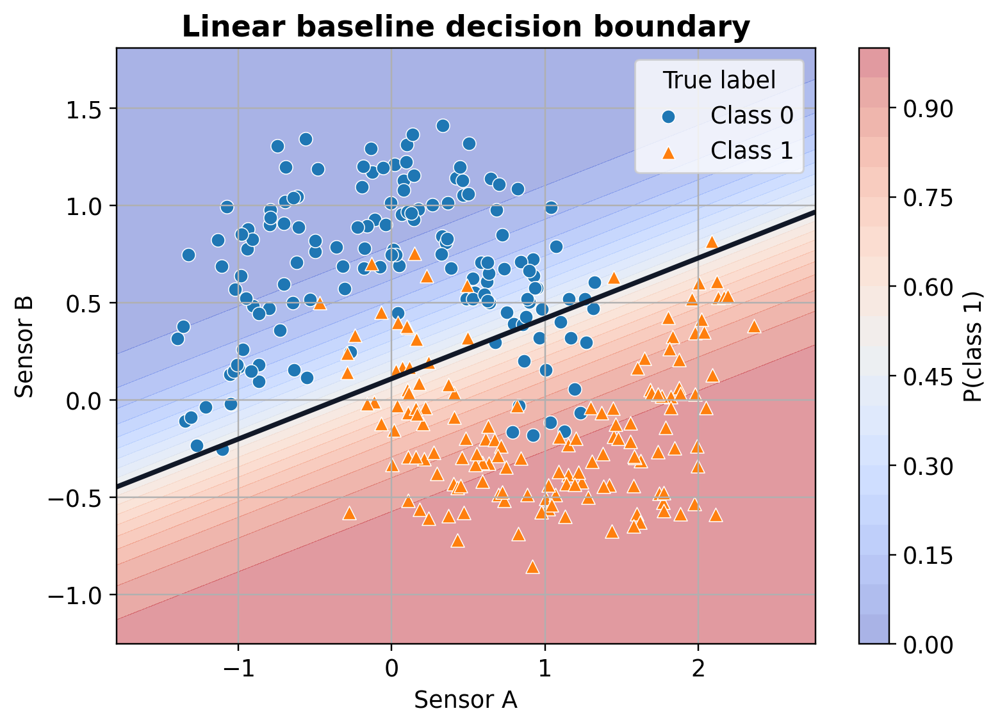 Linear baseline decision boundary
True label
Class 0
Class 1
Sensor B
1.5
1.0
0.5
0.0
−0.5
−1.0
−1
0
1
2
Sensor A
0.90
0.75
0.60
0.45
0.30
0.15
0.00
P(class 1)